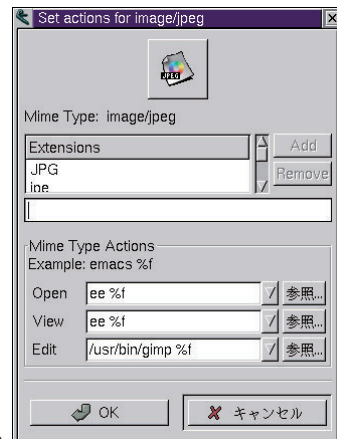 Set actions for image/jpeg
JPEG
Mime Type: image/jpeg
Extensions
Add
JPG
Remove
jpe
Mime Type Actions
Example: emacs %f
Open ee %f 参照...
View ee %f 参照...
Edit /usr/bin/gimp %f 参照...
OK キャンセル